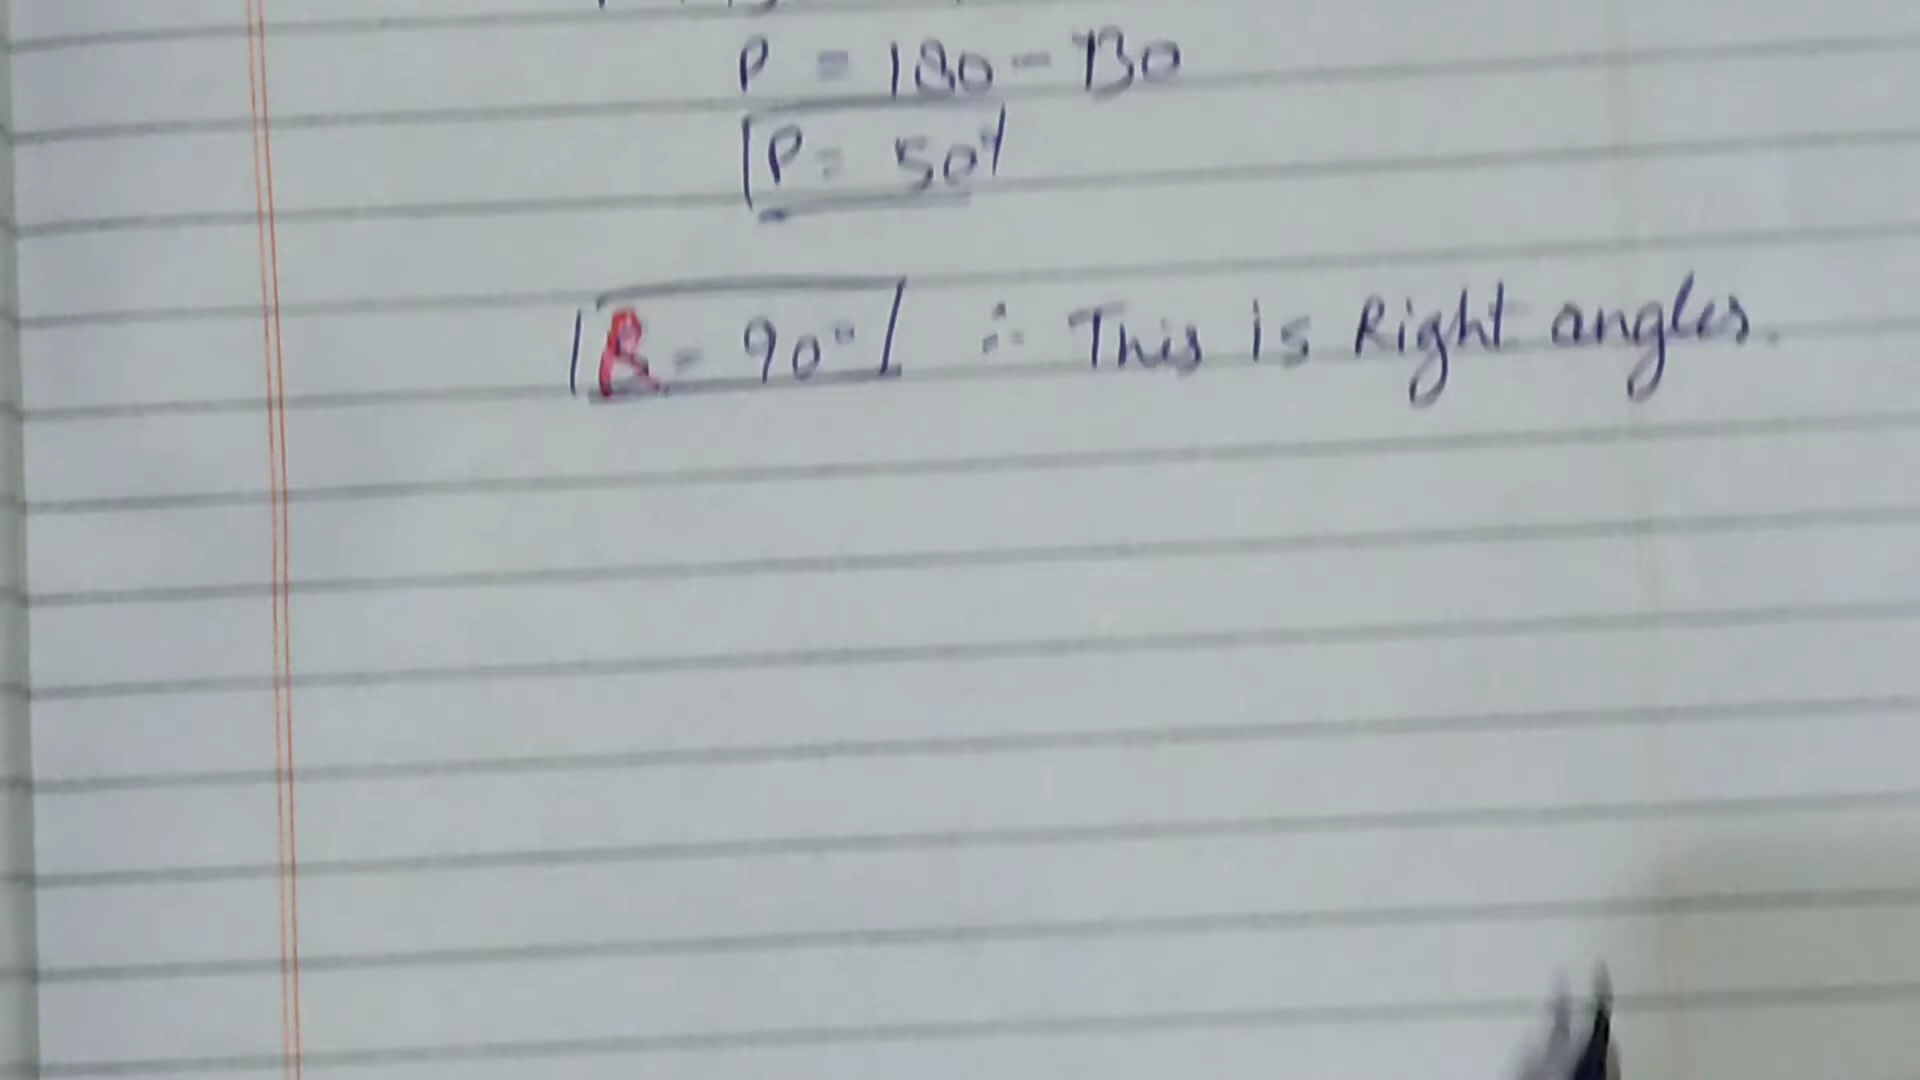 P = 180 - 130
P = 50°
R = 90° ∴ This is Right angles.